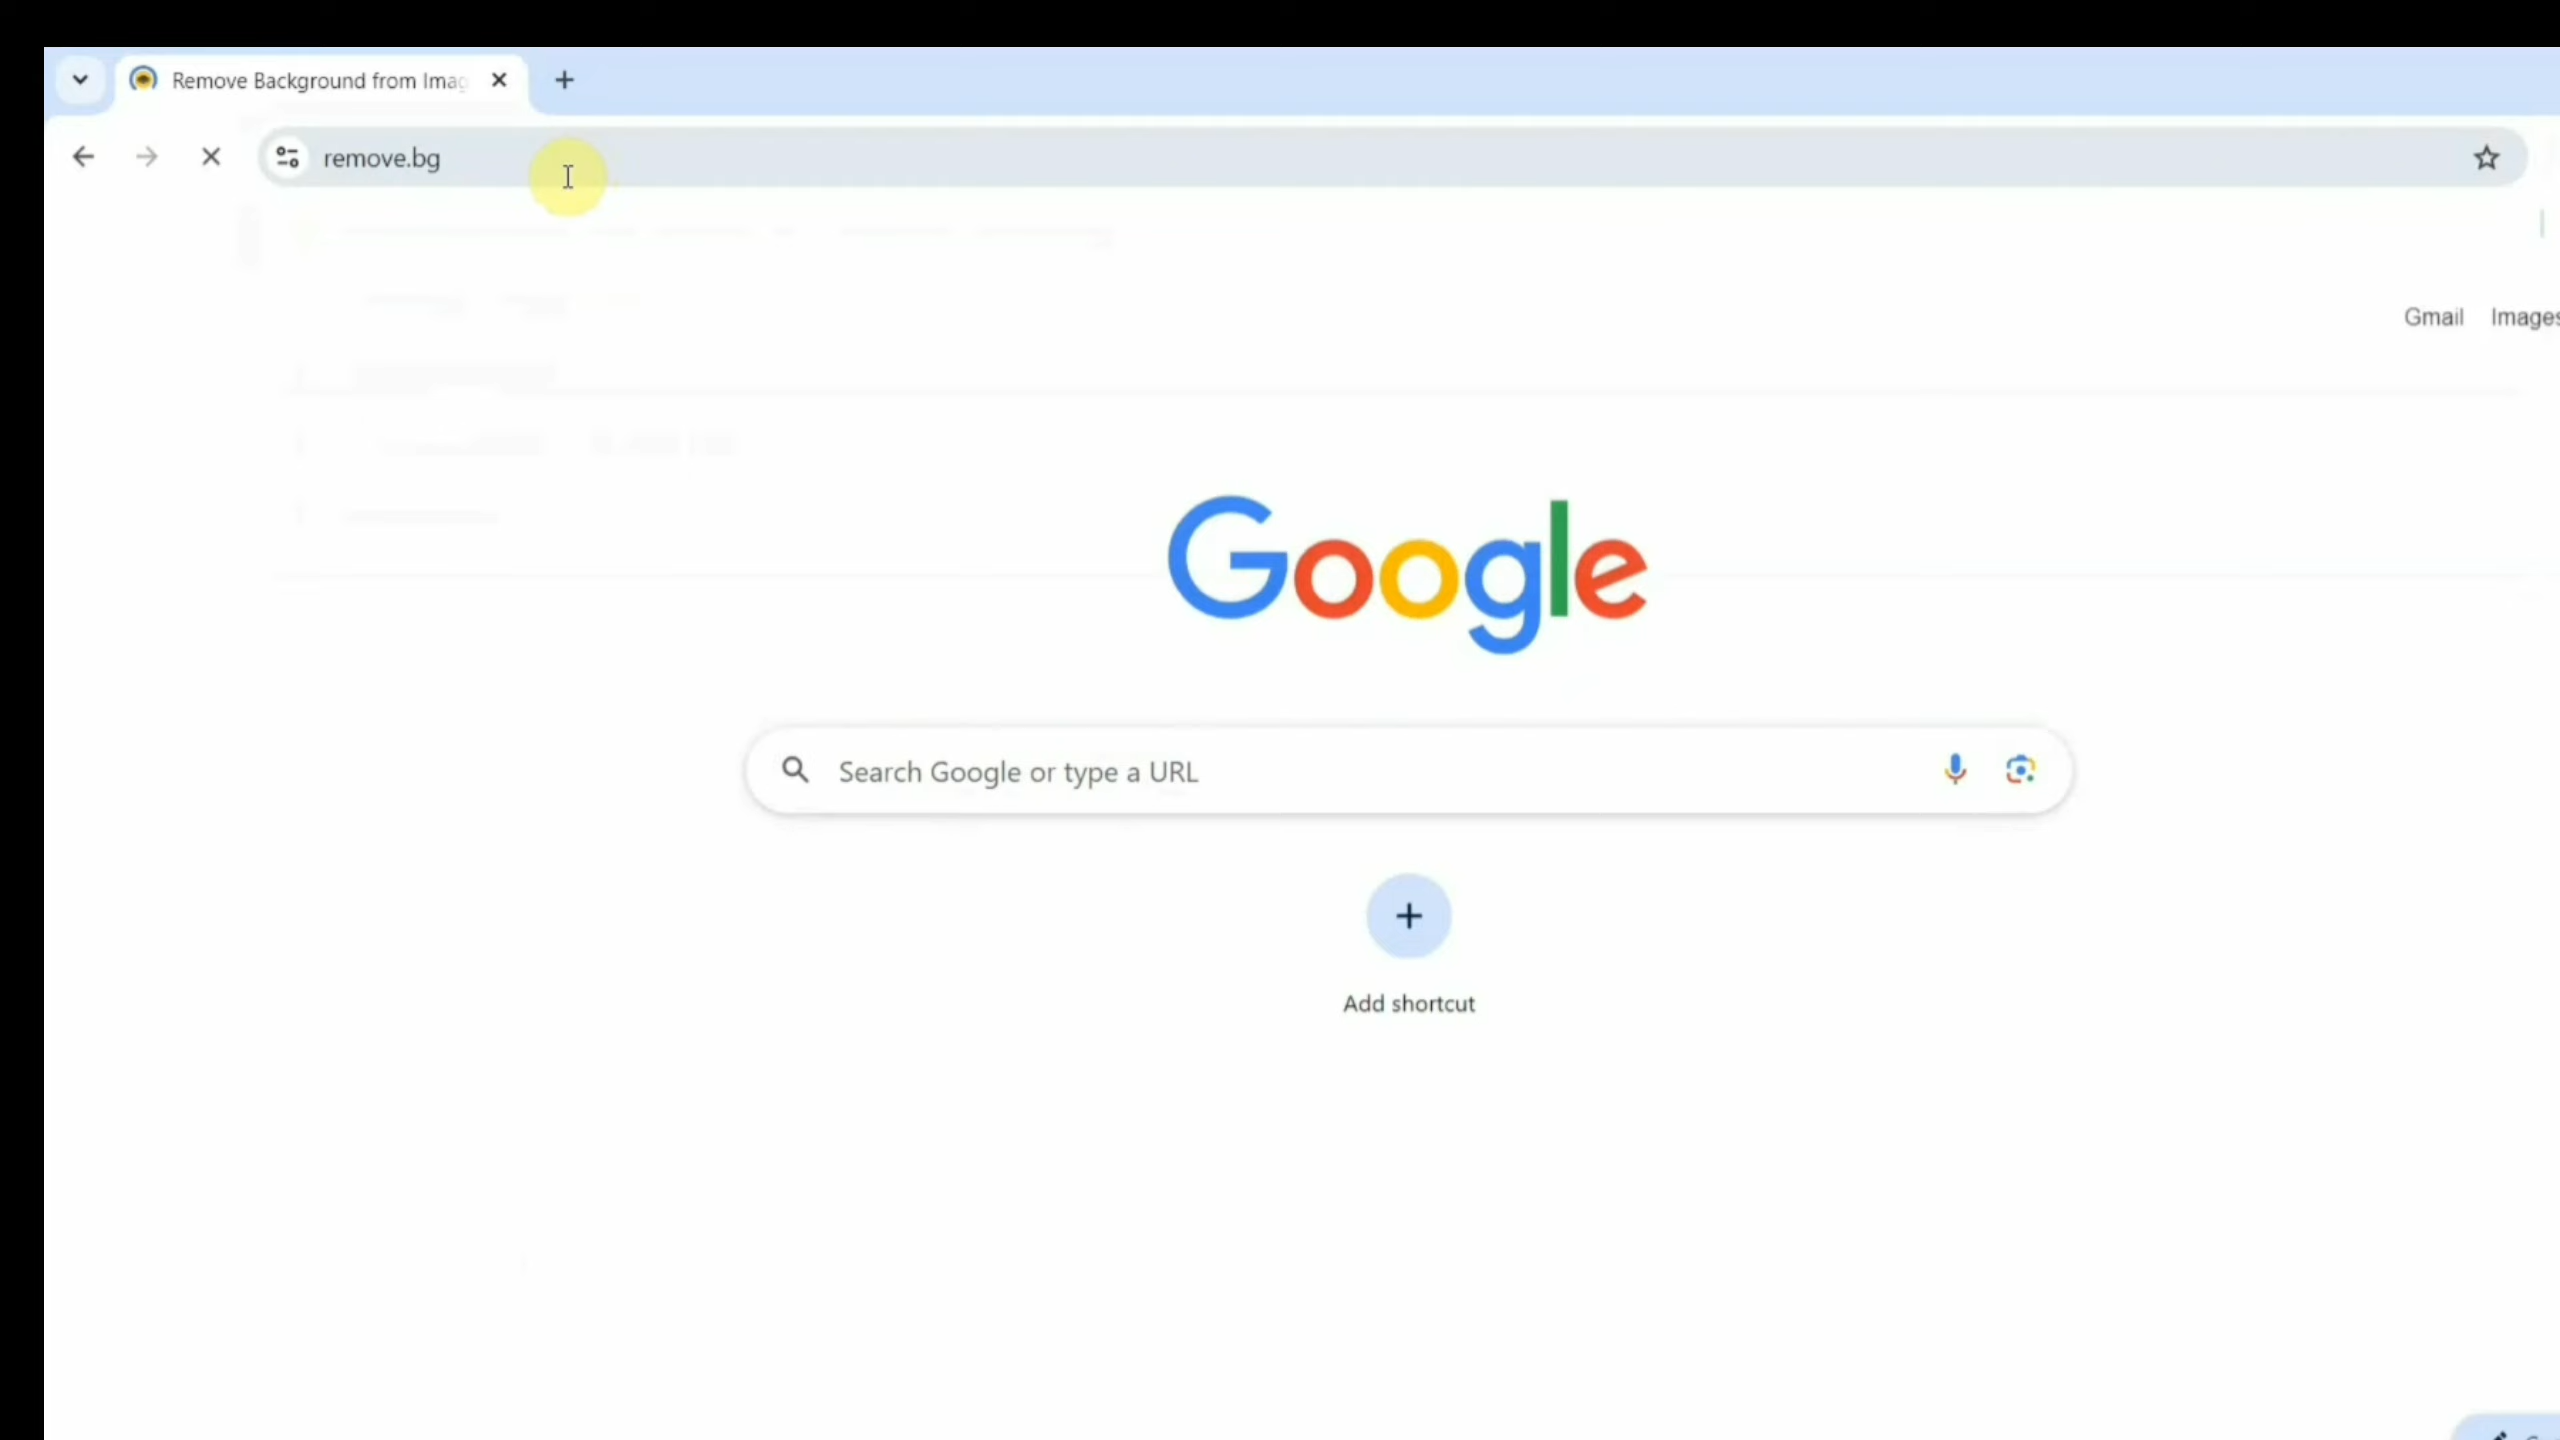 Remove Background from Imag
remove.bg
Gmail Images
Google
Search Google or type a URL
Add shortcut